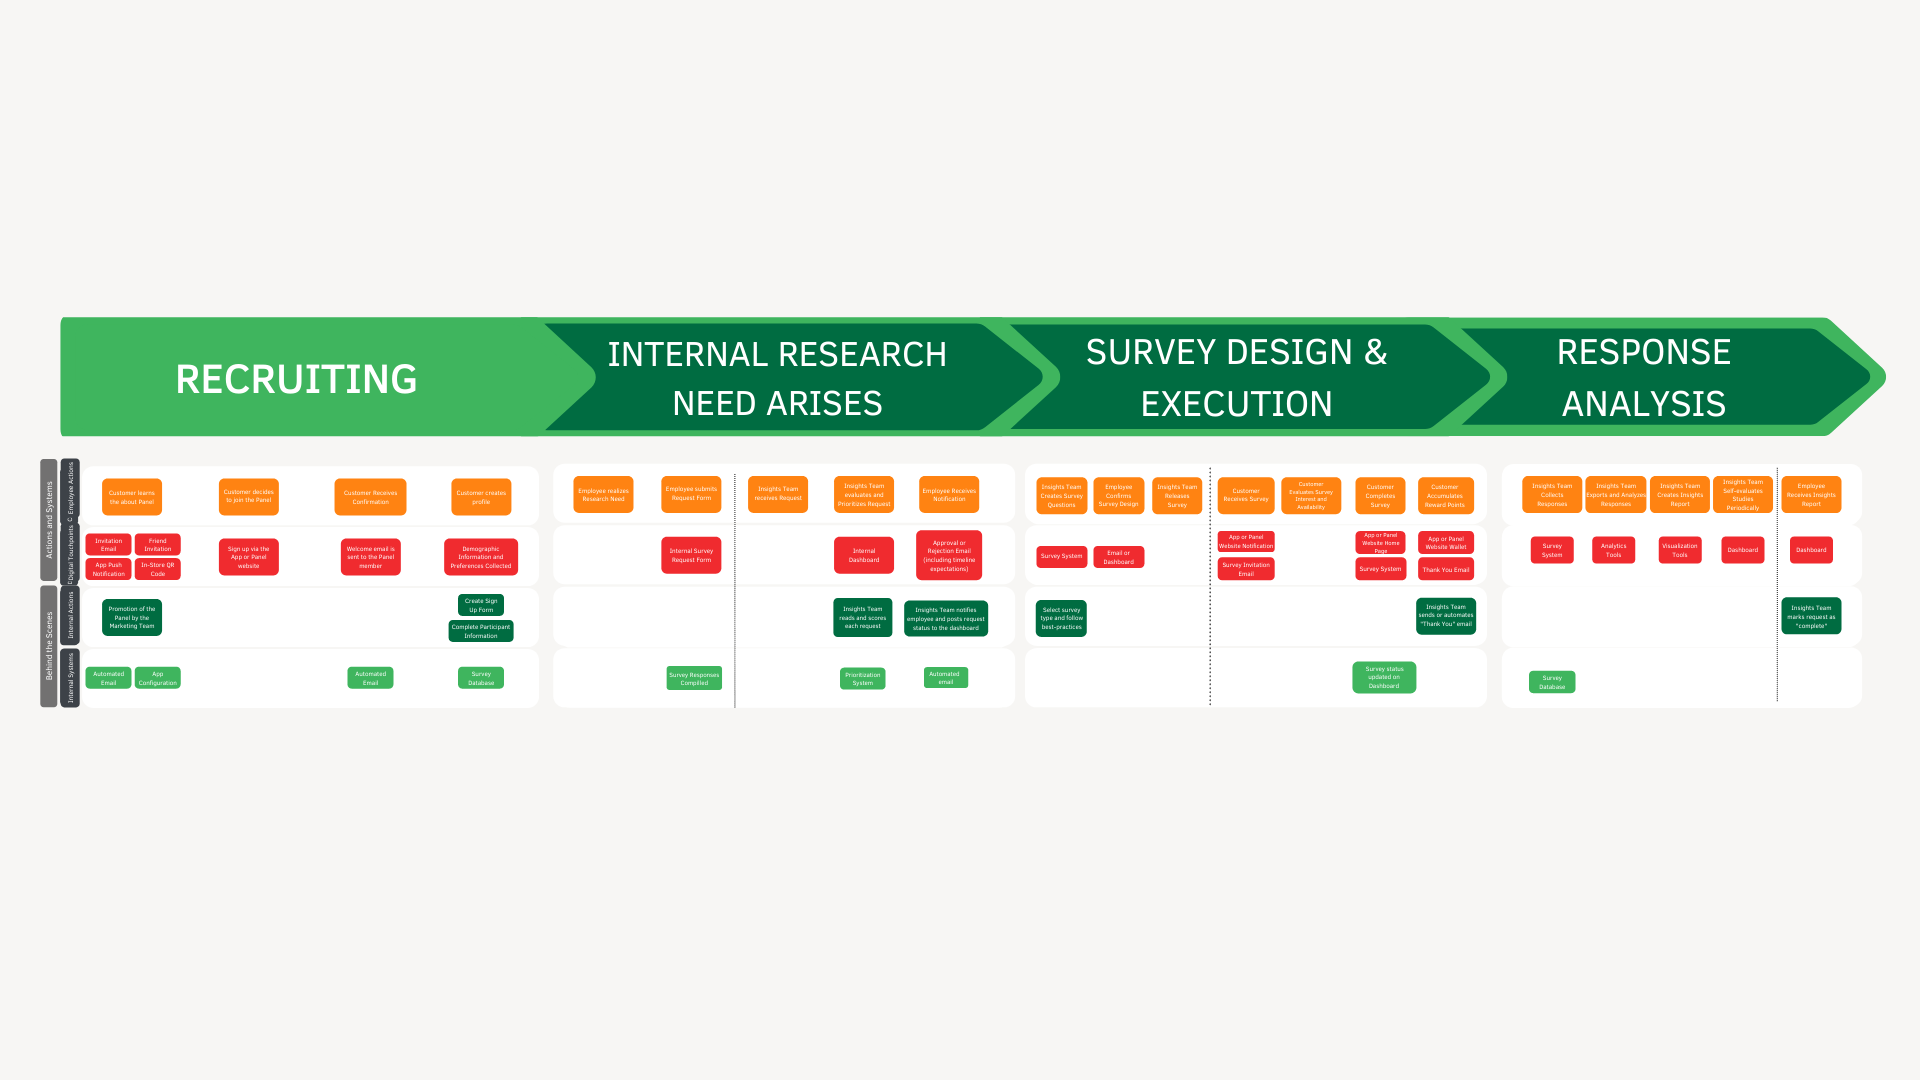 RECRUITING
INTERNAL RESEARCH
NEED ARISES
SURVEY DESIGN &
EXECUTION
RESPONSE
ANALYSIS
Actions and Systems
Employee Actions
Customer learns
the about Panel
Customer decides
to join the Panel
Customer Receives
Confirmation
Customer creates
profile
Employee realizes
Research Need
Employee submits
Request Form
Insights Team
receives Request
Insights Team
evaluates and
Prioritizes Request
Employee Receives
Notification
Insights Team
Creates Survey
Questions
Employee
Confirms
Survey Design
Insights Team
Releases
Survey
Customer
Receives Survey
Customer
Evaluates Survey
Interest and
Availability
Customer
Completes
Survey
Customer
Accumulates
Reward Points
Insights Team
Collects
Responses
Insights Team
Exports and Analyzes
Responses
Insights Team
Creates Insights
Report
Insights Team
Self-evaluates
Studies
Periodically
Employee
Receives Insights
Report
Digital Touchpoints
Invitation
Email
Friend
Invitation
App Push
Notification
In-Store QR
Code
Sign up via the
App or Panel
website
Welcome email is
sent to the Panel
member
Demographic
Information and
Preferences Collected
Internal Survey
Request Form
Internal
Dashboard
Approval or
Rejection Email
(including timeline
expectations)
Survey System
Email or
Dashboard
App or Panel
Website Notification
Survey Invitation
Email
App or Panel
Website Home
Page
Survey System
App or Panel
Website Wallet
Thank You Email
Survey
System
Analytics
Tools
Visualization
Tools
Dashboard
Dashboard
Behind the Scenes
Internal Actions
Promotion of the
Panel by the
Marketing Team
Create Sign
Up Form
Complete Participant
Information
Insights Team
reads and scores
each request
Insights Team notifies
employee and posts request
status to the dashboard
Select survey
type and follow
best-practices
Insights Team
sends or automates
"Thank You" email
Insights Team
marks request as
"complete"
Internal Systems
Automated
Email
App
Configuration
Automated
Email
Survey
Database
Survey Responses
Compilled
Prioritization
System
Automated
email
Survey status
updated on
Dashboard
Survey
Database